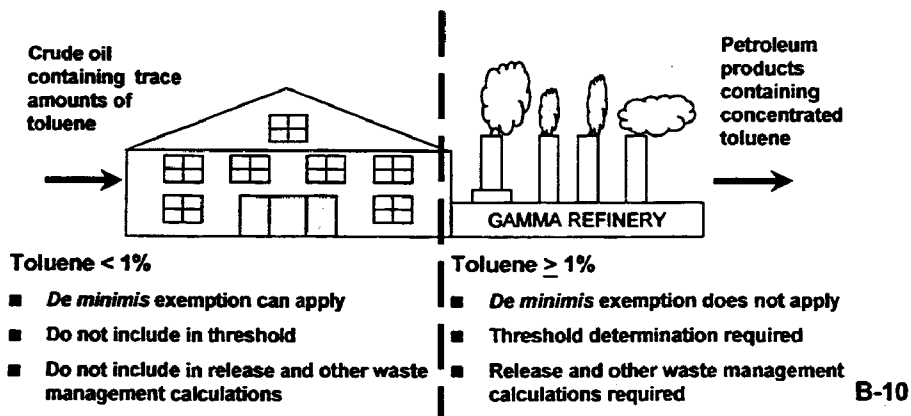 Crude oil
containing trace
amounts of
toluene
Petroleum
products
containing
concentrated
toluene
GAMMA REFINERY
Toluene < 1%
■ De minimis exemption can apply
■ Do not include in threshold
■ Do not include in release and other waste
management calculations
Toluene ≥ 1%
■ De minimis exemption does not apply
■ Threshold determination required
■ Release and other waste management
calculations required
B-10